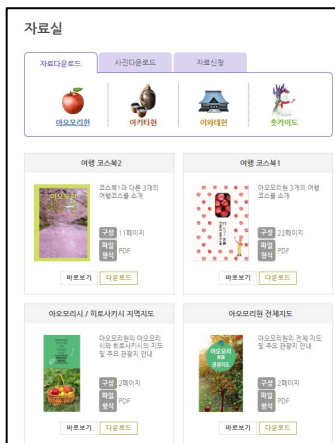 자료실
자료다운로드 사진다운로드 자료신청
아오모리현 아키타현 이와테현 홋카이도
여행 코스북2
코스북1과 다른 3개의
여행코스를 소개
구성 11페이지
파일
형식 PDF
바로보기 다운로드
여행 코스북1
아오모리현 3개의 여행
코스를 소개
구성 22페이지
파일
형식 PDF
바로보기 다운로드
아오모리시 / 히로사키시 지역지도
아오모리현의 아오모리
시와 히로사키시의 지도
및 주요 관광지 안내
구성 2페이지
파일
형식 PDF
바로보기 다운로드
아오모리현 전체지도
아오모리현의 전체 지도
및 주요 관광지 안내
구성 2페이지
파일
형식 PDF
바로보기 다운로드